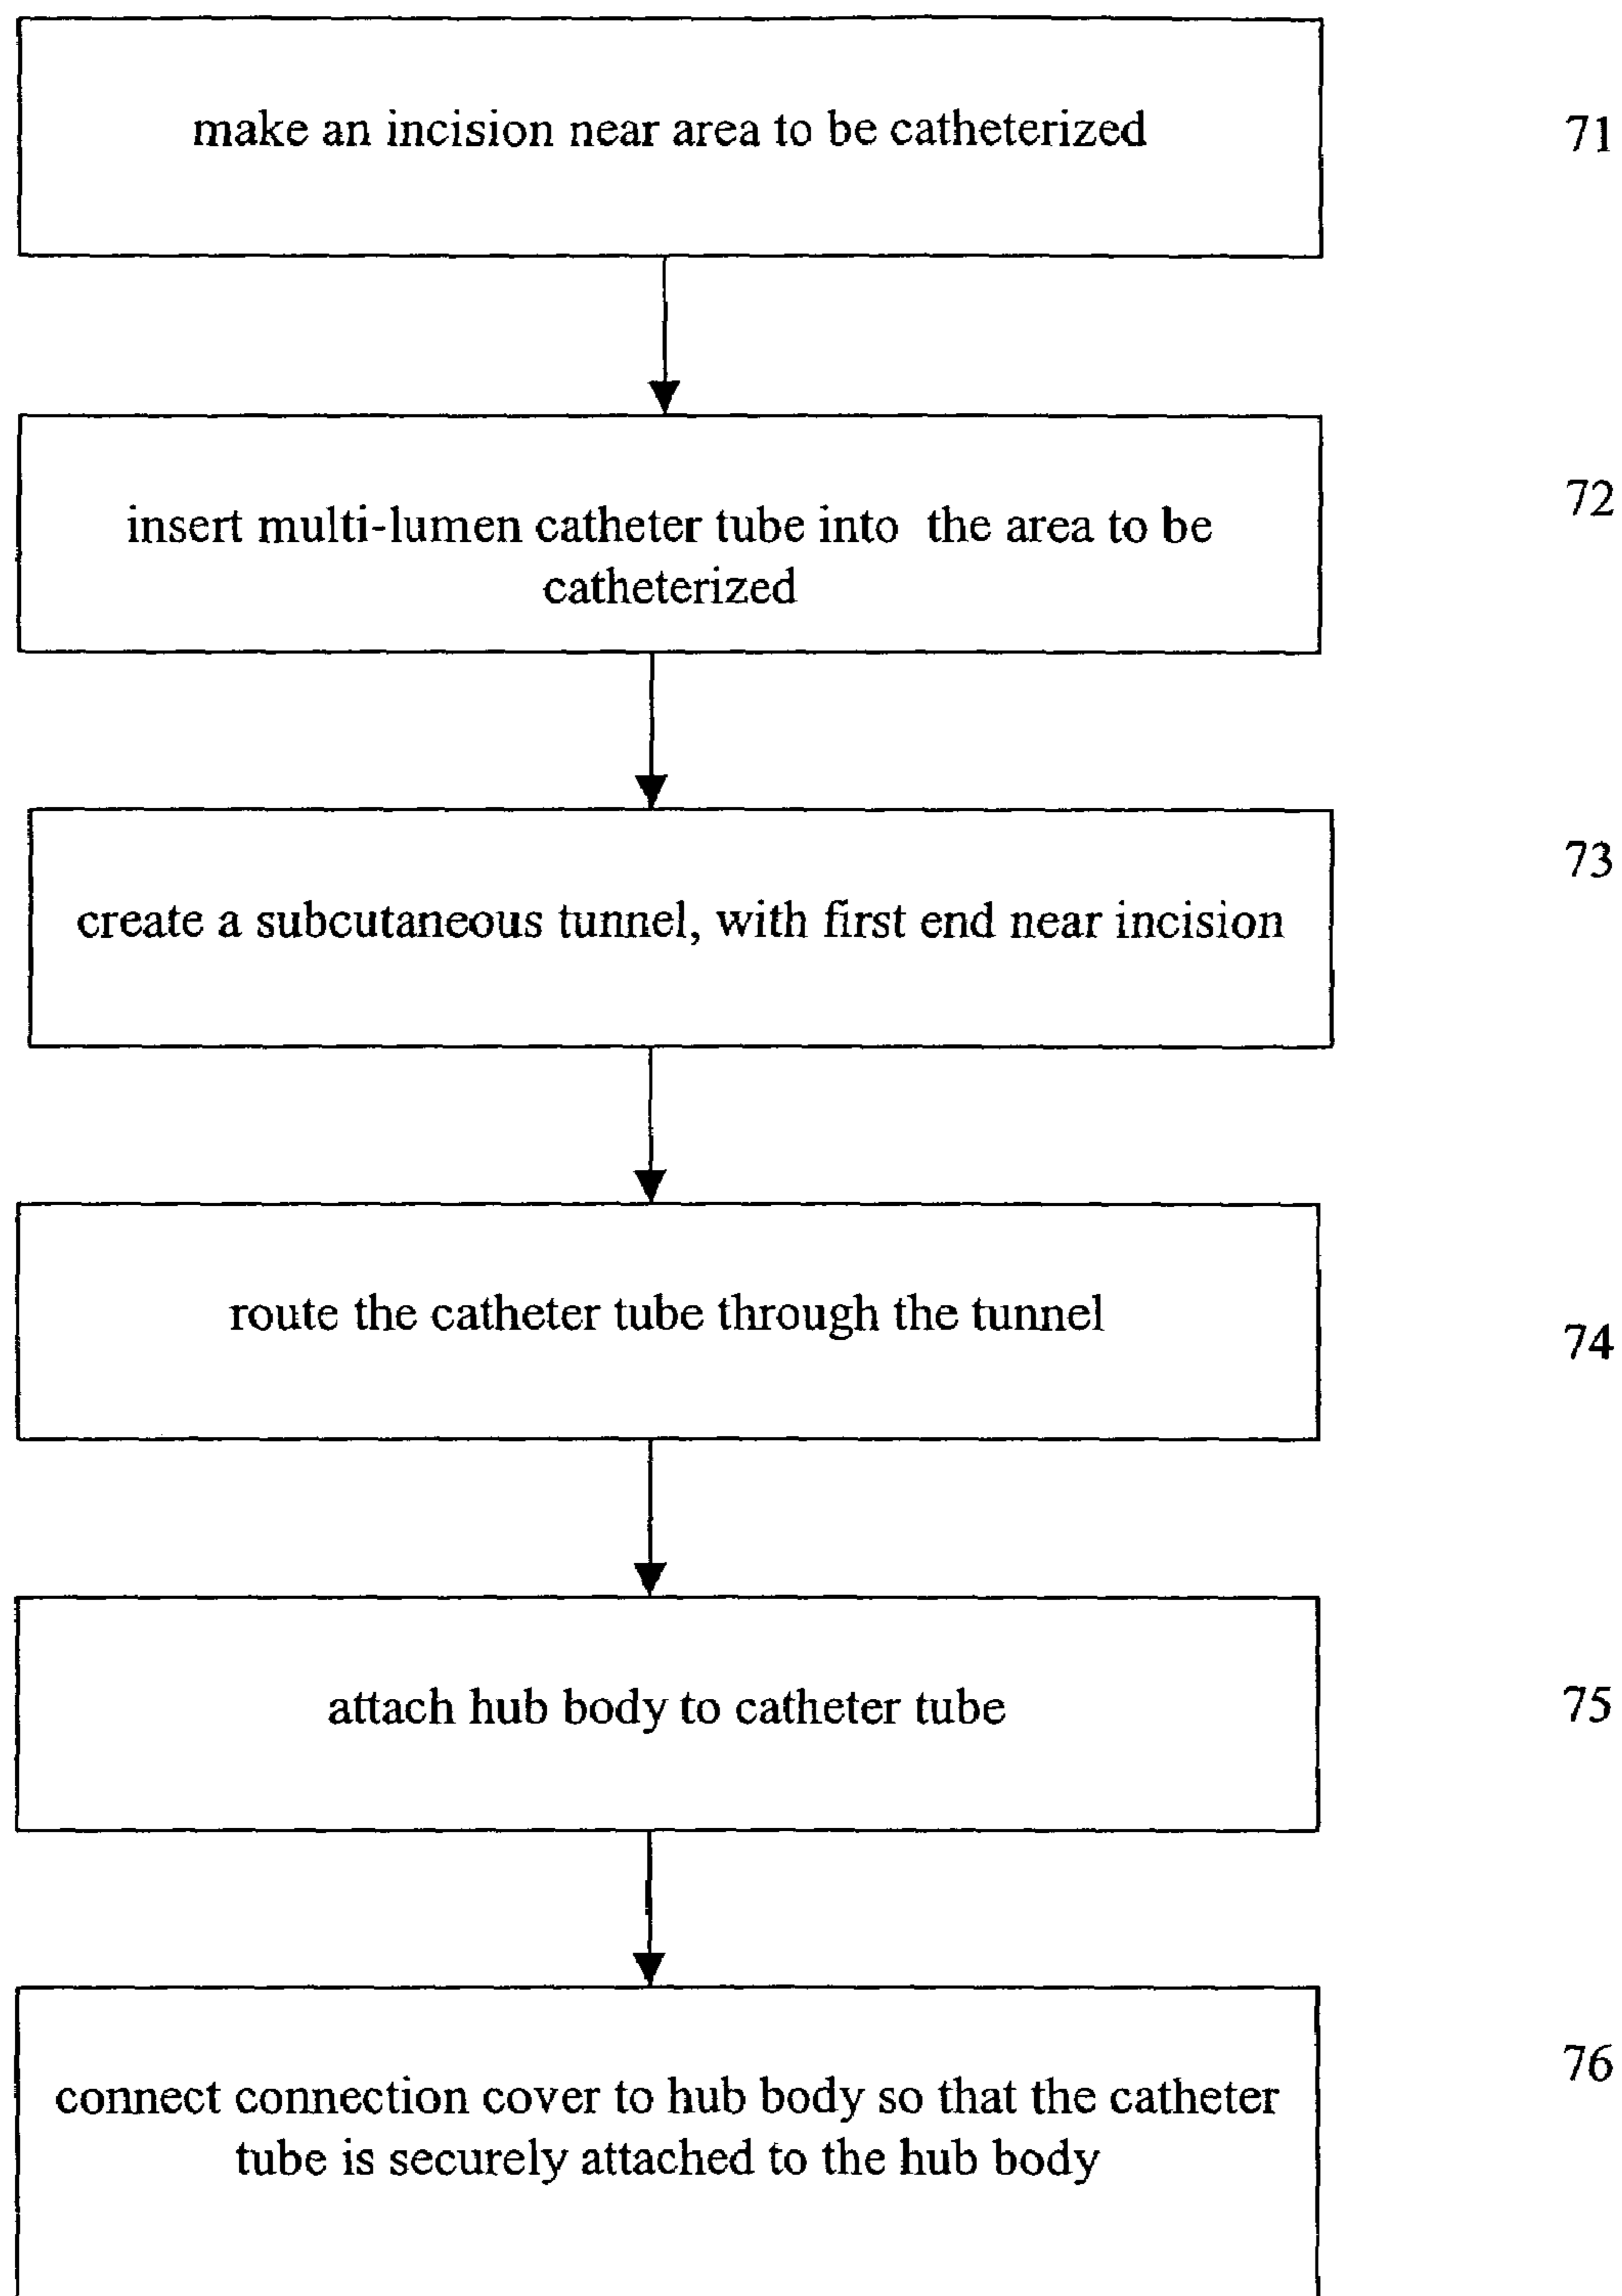 make an incision near area to be catheterized
71
insert multi-lumen catheter tube into the area to be
catheterized
72
create a subcutaneous tunnel, with first end near incision
73
route the catheter tube through the tunnel
74
attach hub body to catheter tube
75
connect connection cover to hub body so that the catheter
tube is securely attached to the hub body
76